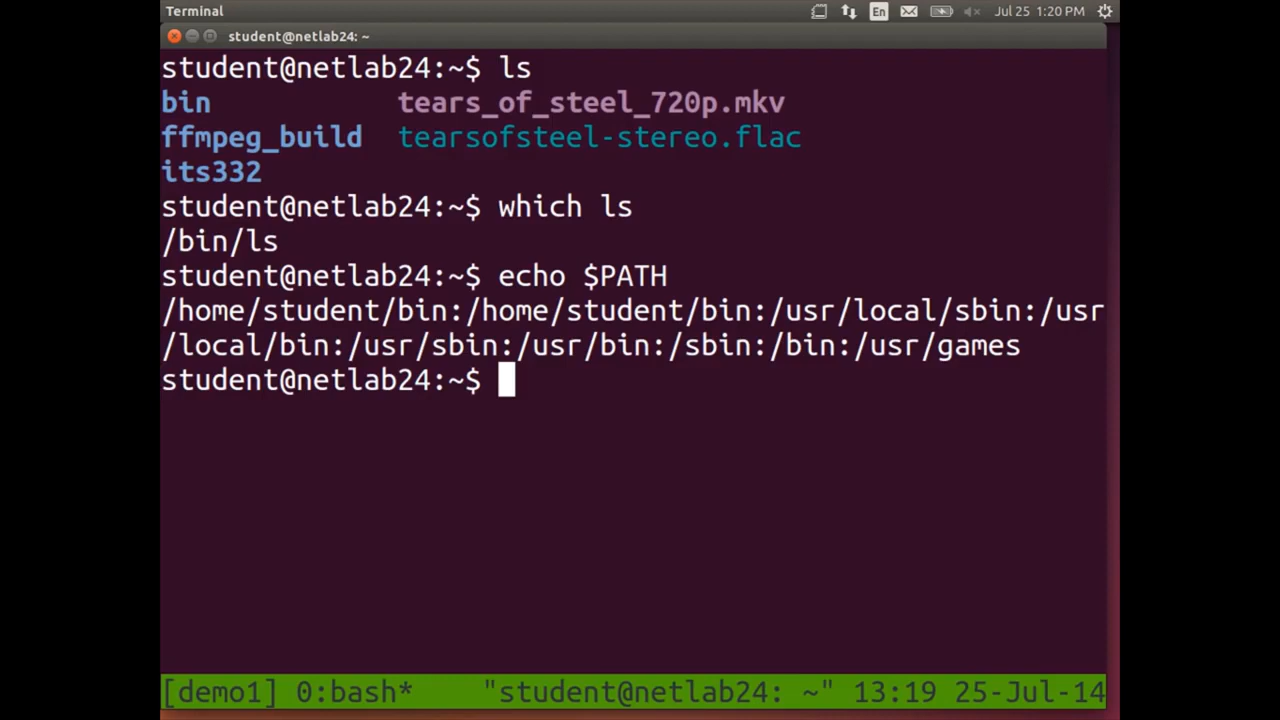 Terminal En Jul 25 1:20 PM
student@netlab24: ~
student@netlab24:~$ ls
bin tears_of_steel_720p.mkv
ffmpeg_build tearsofsteel-stereo.flac
its332
student@netlab24:~$ which ls
/bin/ls
student@netlab24:~$ echo $PATH
/home/student/bin:/home/student/bin:/usr/local/sbin:/usr
/local/bin:/usr/sbin:/usr/bin:/sbin:/bin:/usr/games
student@netlab24:~$
[demo1] 0:bash* "student@netlab24: ~" 13:19 25-Jul-14